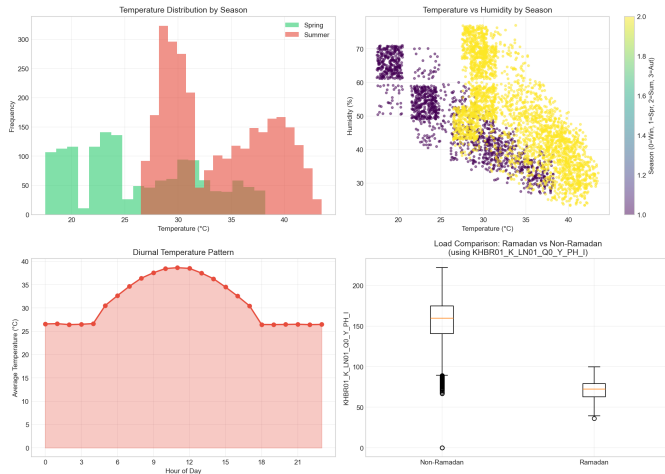 Temperature Distribution by Season
Spring
Summer
Frequency
300
250
200
150
100
50
0
20
25
30
35
40
Temperature (°C)
Temperature vs Humidity by Season
Humidity (%)
70
60
50
40
30
20
25
30
35
40
Temperature (°C)
2.0
1.8
1.6
1.4
1.2
1.0
Season (0=Win, 1=Spr, 2=Sum, 3=Aut)
Diurnal Temperature Pattern
Average Temperature (°C)
40
35
30
25
20
15
10
5
0
0
3
6
9
12
15
18
21
Hour of Day
Load Comparison: Ramadan vs Non-Ramadan
(using KHBR01_K_LN01_Q0_Y_PH_I)
KHBR01_K_LN01_Q0_Y_PH_I
200
150
100
50
0
Non-Ramadan
Ramadan